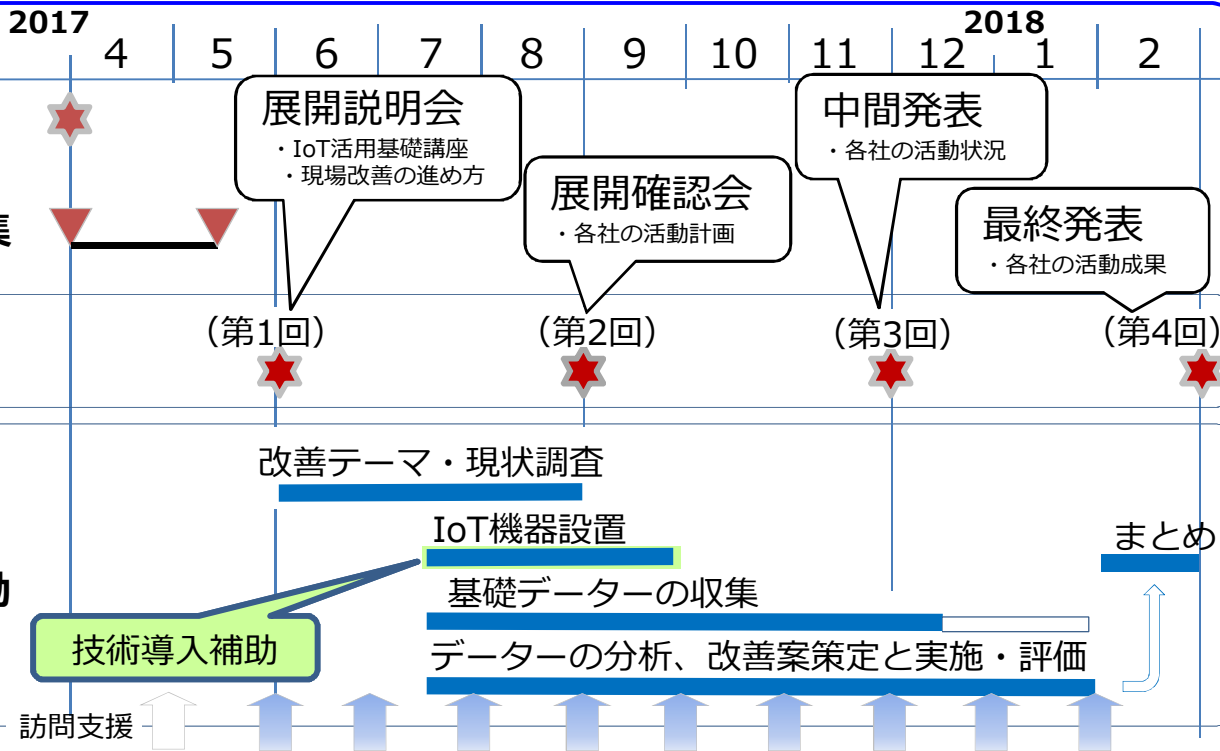 2017
2018
4 5 6 7 8 9 10 11 12 1 2
展開説明会
・IoT活用基礎講座
・現場改善の進め方
中間発表
・各社の活動状況
展開確認会
・各社の活動計画
最終発表
・各社の活動成果
集
(第1回) (第2回) (第3回) (第4回)
改善テーマ・現状調査
IoT機器設置
まとめ
動
基礎データーの収集
技術導入補助
データーの分析、改善案策定と実施・評価
訪問支援